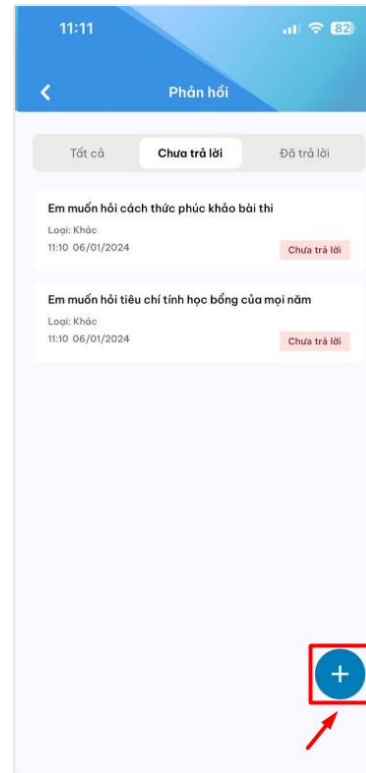 11:11
82
Phản hồi
Tất cả
Chưa trả lời
Đã trả lời
Em muốn hỏi cách thức phúc khảo bài thi
Loại: Khác
11:10 06/01/2024
Chưa trả lời
Em muốn hỏi tiêu chí tính học bổng của mọi năm
Loại: Khác
11:10 06/01/2024
Chưa trả lời
+